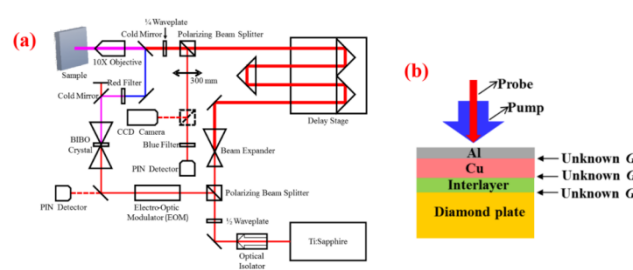 (a)
¼ Waveplate
Cold Mirror
Polarizing Beam Splitter
Sample
10X Objective
Red Filter
Cold Mirror
300 mm
Delay Stage
CCD
Camera
BIBO
Crystal
Blue Filter
PIN Detector
Beam Expander
PIN Detector
Electro-Optic
Modulator (EOM)
Polarizing Beam Splitter
½ Waveplate
Optical
Isolator
Ti:Sapphire
(b)
Probe
Pump
Al
Unknown G
Cu
Unknown G
Interlayer
Unknown G
Diamond plate